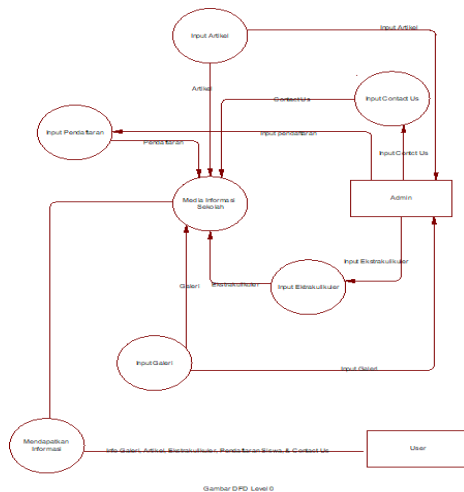 Input Artikel
Input Artikel
Artikel
Contact Us
Input Contact Us
Input Pendaftaran
Input pendaftaran
Pendaftaran
Input Contct Us
Media Informasi
Sekolah
Admin
Input Ekstrakulikuler
Galeri
Ekstrakulikuler
Input Ektrakulikuler
Input Galeri
Input Galeri
Mendapatkan
Informasi
Info Galeri, Artikel, Ekstrakulikuler, Pendaftaran Siswa, & Contact Us
User
Gambar DFD Level 0